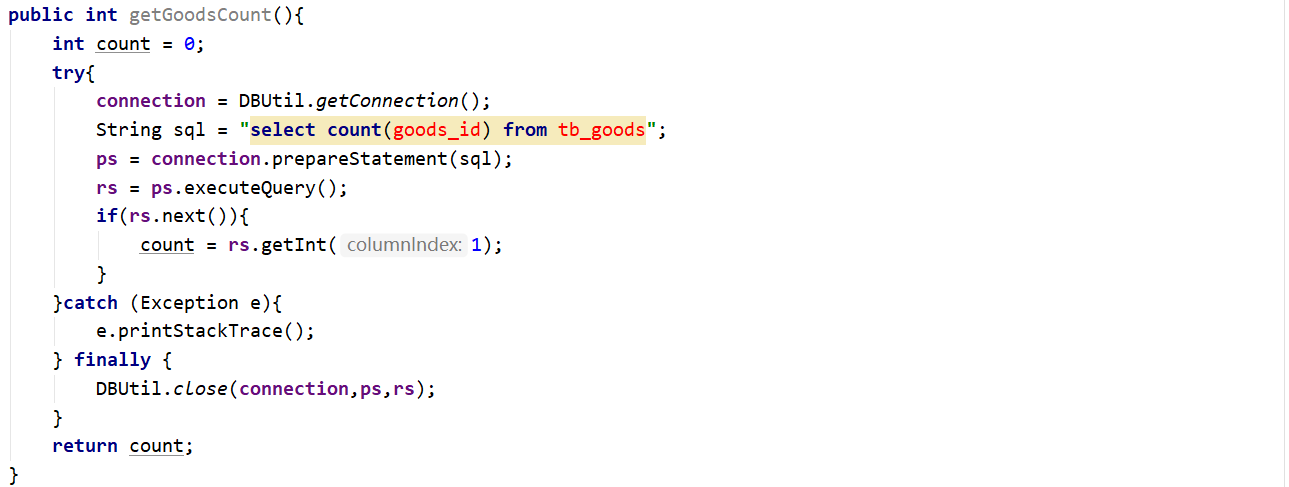 public int getGoodsCount(){
    int count = 0;
    try{
        connection = DBUtil.getConnection();
        String sql = "select count(goods_id) from tb_goods";
        ps = connection.prepareStatement(sql);
        rs = ps.executeQuery();
        if(rs.next()){
            count = rs.getInt( columnIndex: 1);
        }
    }catch (Exception e){
        e.printStackTrace();
    } finally {
        DBUtil.close(connection,ps,rs);
    }
    return count;
}